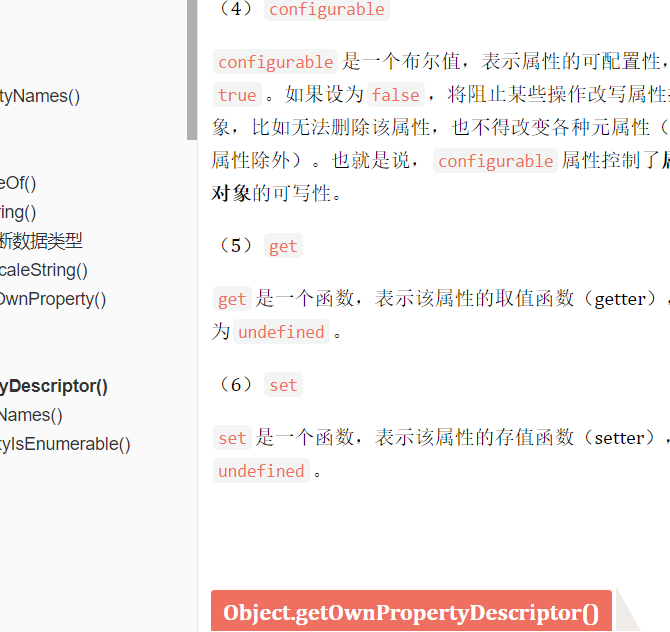 tyNames()
eOf()
ring()
断数据类型
caleString()
OwnProperty()
yDescriptor()
Names()
tyIsEnumerable()
（4） configurable
configurable 是一个布尔值，表示属性的可配置性，
true 。如果设为 false ，将阻止某些操作改写属性
象，比如无法删除该属性，也不得改变各种元属性（
属性除外）。也就是说， configurable 属性控制了
对象的可写性。
（5） get
get 是一个函数，表示该属性的取值函数（getter），
为 undefined 。
（6） set
set 是一个函数，表示该属性的存值函数（setter），
undefined 。
Object.getOwnPropertyDescriptor()